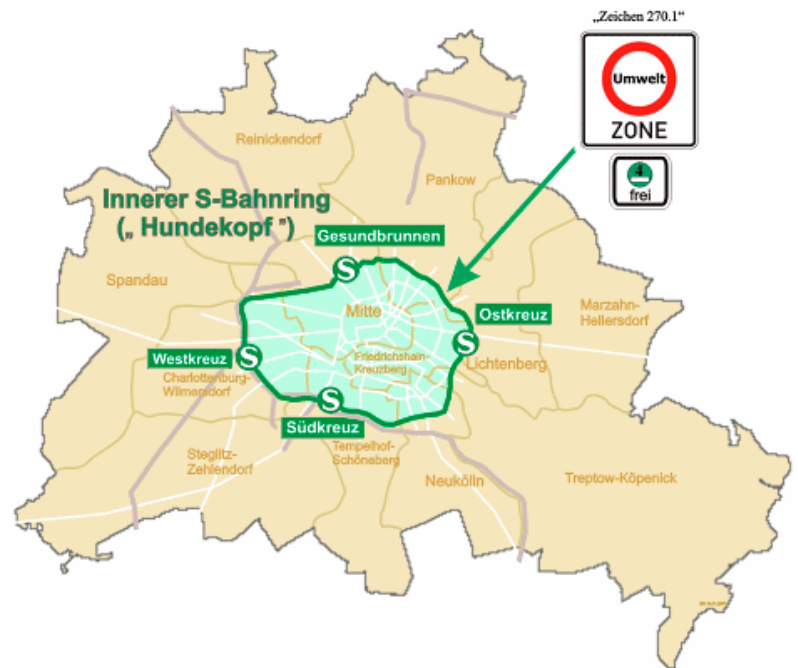 „Zeichen 270.1“
Umwelt
ZONE
4
frei
Reinickendorf
Pankow
Innerer S-Bahnring
(„ Hundekopf ”)
Gesundbrunnen
S
Spandau
Mitte
Ostkreuz
Marzahn-
Hellersdorf
S
Westkreuz
S
Friedrichshain-
Kreuzberg
Lichtenberg
Charlottenburg-
Wilmersdorf
S
Südkreuz
Steglitz-
Zehlendorf
Tempelhof-
Schöneberg
Neukölln
Treptow-Köpenick